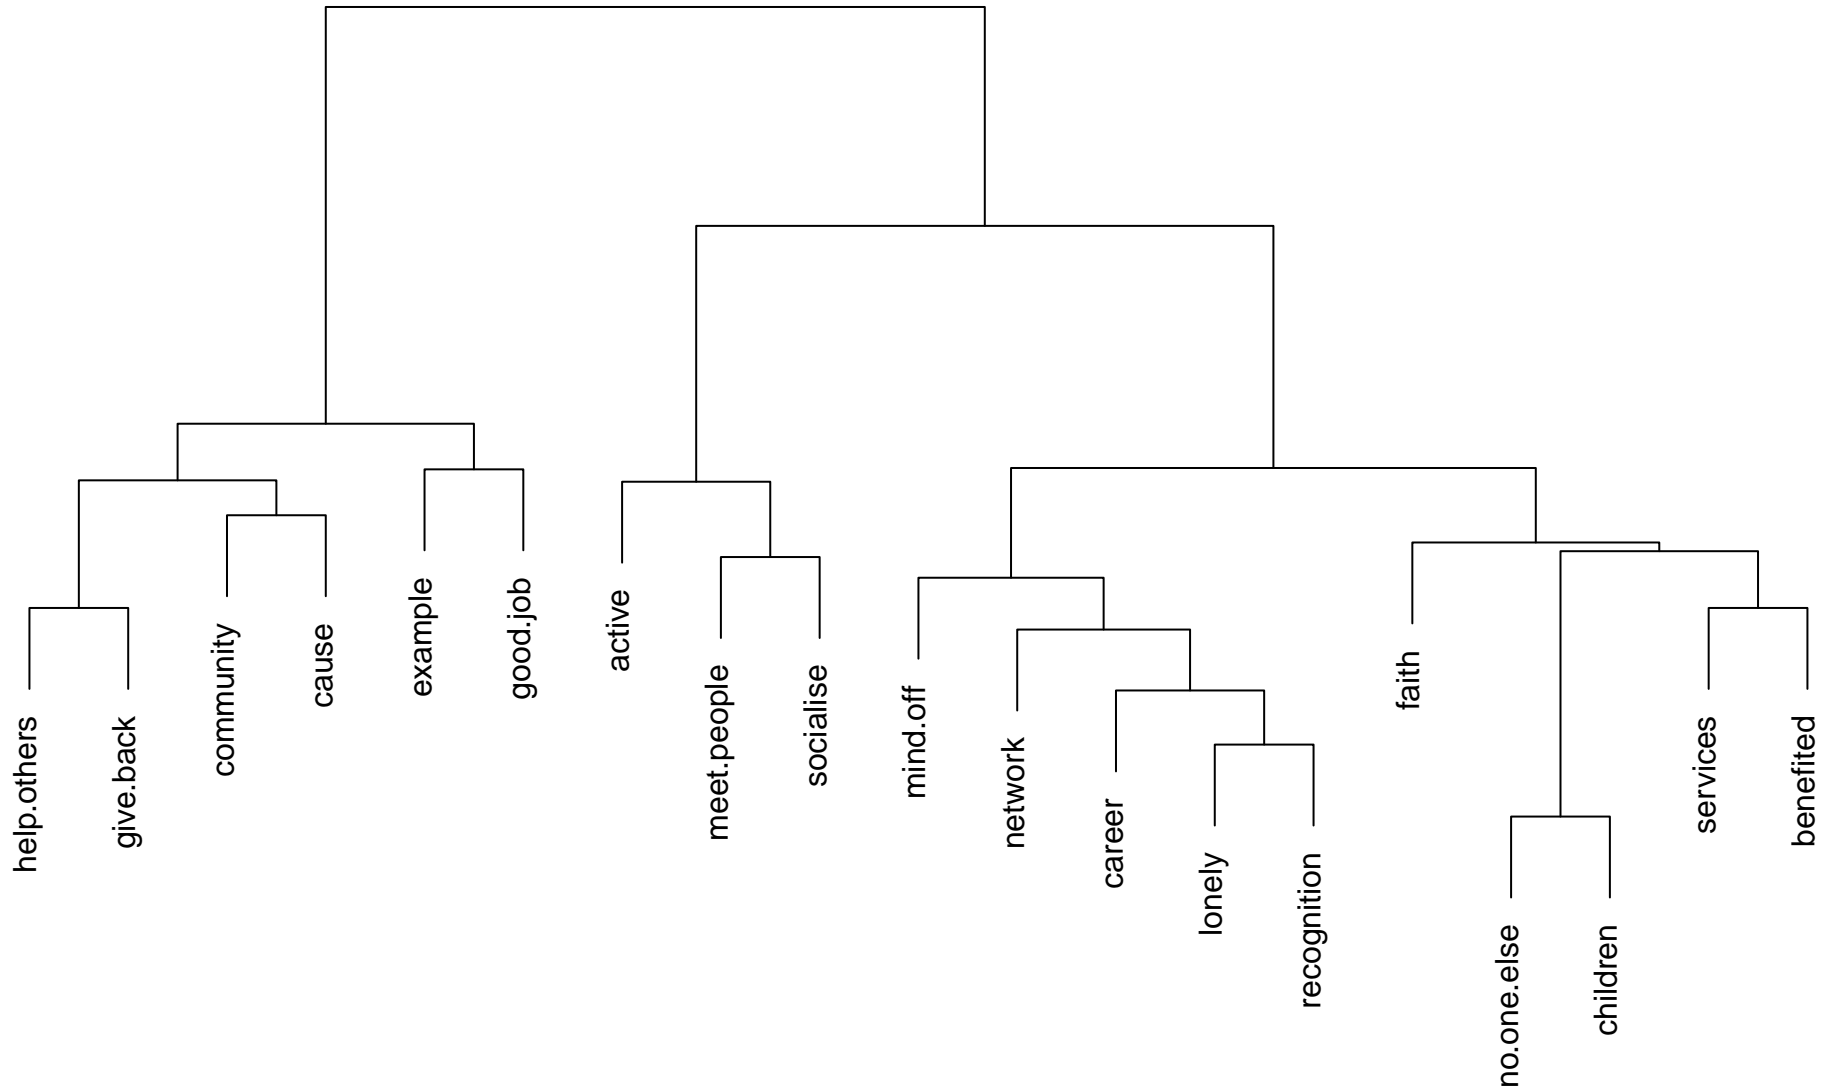 help.others
give.back
community
cause
example
good.job
active
meet.people
socialise
mind.off
network
career
lonely
recognition
faith
no.one.else
children
services
benefited